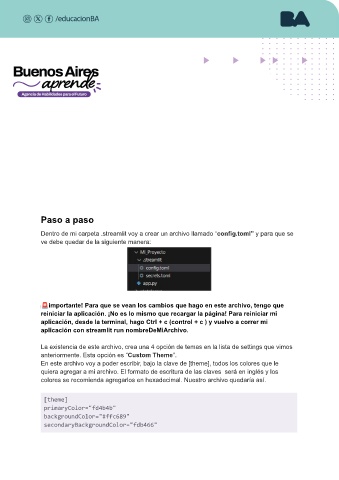 /educacionBA
BA
Buenos Aires
aprende
Agencia de Habilidades para el Futuro
Paso a paso
Dentro de mi carpeta .streamlit voy a crear un archivo llamado "config.toml" y para que se
ve debe quedar de la siguiente manera:
Mi_Proyecto
.streamlit
config.toml
secrets.toml
app.py
🚨Importante! Para que se vean los cambios que hago en este archivo, tengo que
reiniciar la aplicación. ¡No es lo mismo que recargar la página! Para reiniciar mi
aplicación, desde la terminal, hago Ctrl + c (control + c ) y vuelvo a correr mi
aplicación con streamlit run nombreDeMiArchivo.
La existencia de este archivo, crea una 4 opción de temas en la lista de settings que vimos
anteriormente. Esta opción es "Custom Theme".
En este archivo voy a poder escribir, bajo la clave de [theme], todos los colores que le
quiera agregar a mi archivo. El formato de escritura de las claves será en inglés y los
colores se recomienda agregarlos en hexadecimal. Nuestro archivo quedaría así.
[theme]
primaryColor="fd4b4b"
backgroundColor="#ffc689"
secondaryBackgroundColor="fdb466"